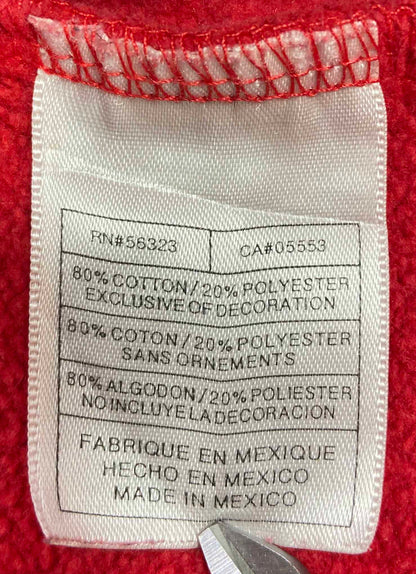 RN#56323 CA#05553
80% COTTON/20% POLYESTER
EXCLUSIVE OF DECORATION
80% COTON/20% POLYESTER
SANS ORNEMENTS
80% ALGODON/20% POLIESTER
NO INCLUYE LA DECORACION
FABRIQUE EN MEXIQUE
HECHO EN MEXICO
MADE IN MEXICO